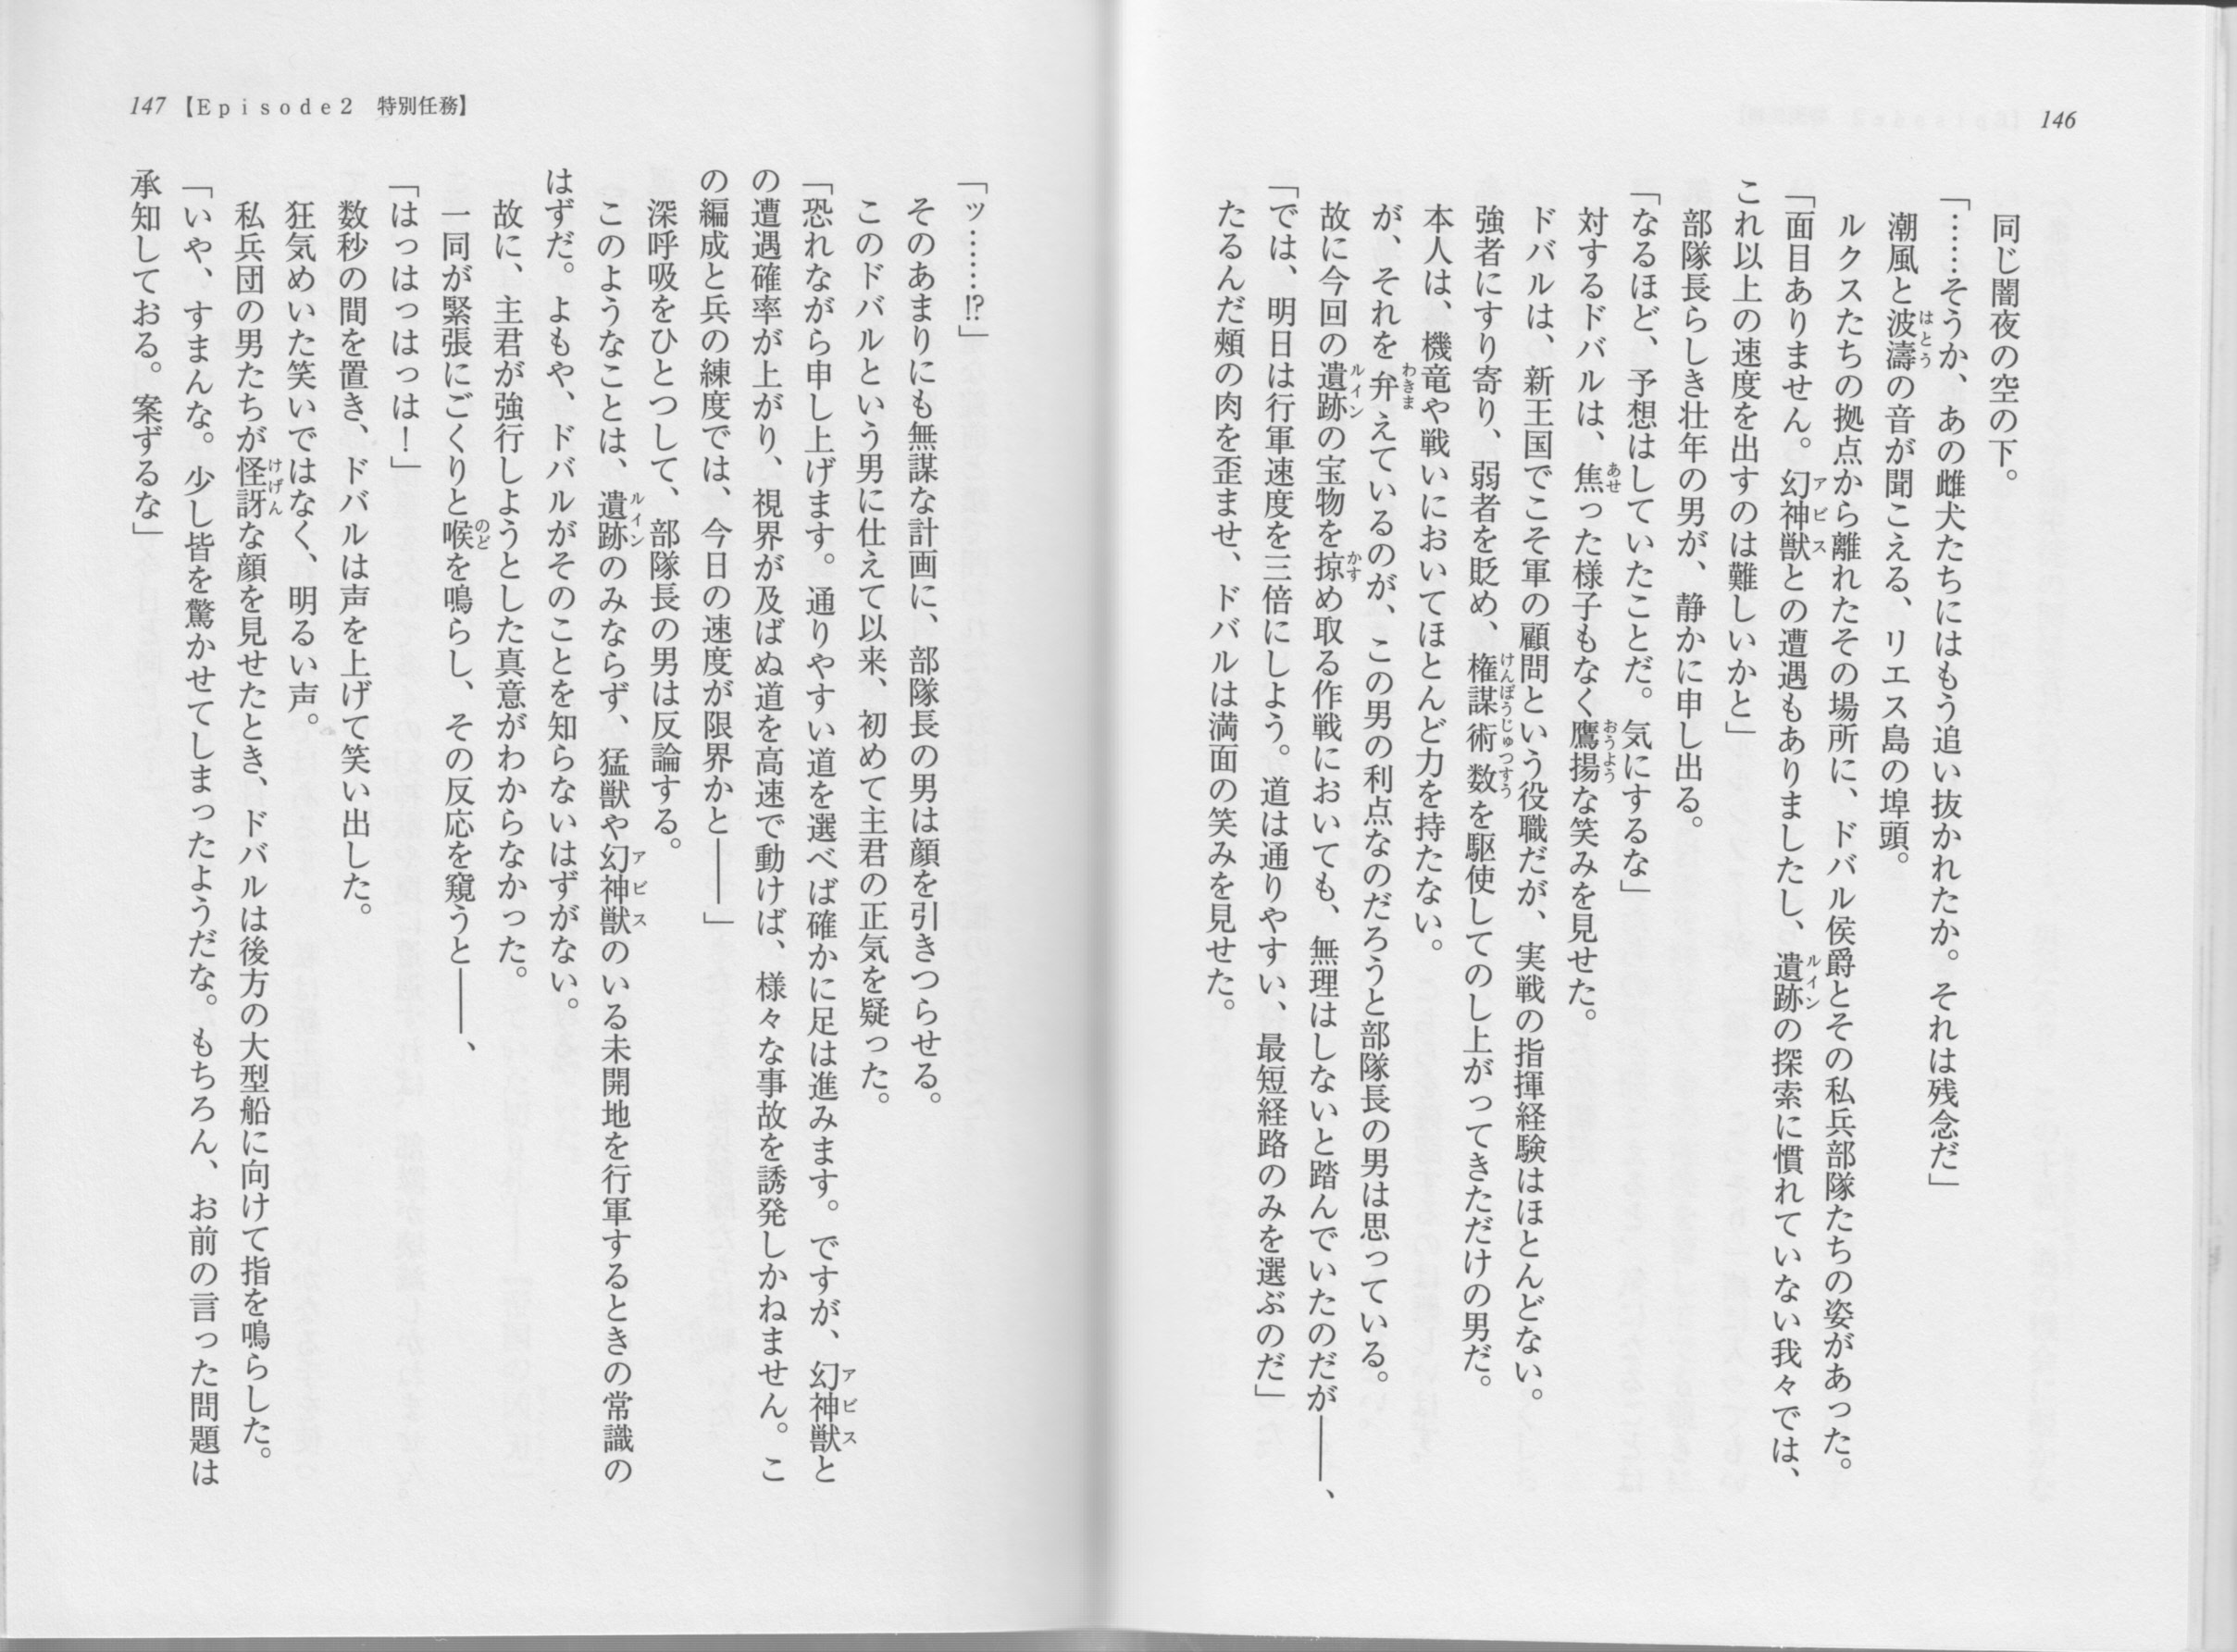 146
同じ闇夜の空の下。
「……そうか、あの雌犬たちにはもう追い抜かれたか。それは残念だ」
潮風と波濤の音が聞こえる、リエス島の埠頭。
ルクスたちの拠点から離れたその場所に、ドバル侯爵とその私兵部隊たちの姿があった。
「面目ありません。幻神獣との遭遇もありましたし、遺跡の探索に慣れていない我々では、
これ以上の速度を出すのは難しいかと」
部隊長らしき壮年の男が、静かに申し出る。
「なるほど、予想はしていたことだ。気にするな」
対するドバルは、焦った様子もなく鷹揚な笑みを見せた。
ドバルは、新王国でこそ軍の顧問という役職だが、実戦の指揮経験はほとんどない。
強者にすり寄り、弱者を貶め、権謀術数を駆使してのし上がってきただけの男だ。
本人は、機竜や戦いにおいてほとんど力を持たない。
が、それを弁えているのが、この男の利点なのだろうと部隊長の男は思っている。
故に今回の遺跡の宝物を掠め取る作戦においても、無理はしないと踏んでいたのだが――、
「では、明日は行軍速度を三倍にしよう。道は通りやすい、最短経路のみを選ぶのだ」
たるんだ頬の肉を歪ませ、ドバルは満面の笑みを見せた。
147【Episode2 特別任務】
「ッ……!?」
そのあまりにも無謀な計画に、部隊長の男は顔を引きつらせる。
このドバルという男に仕えて以来、初めて主君の正気を疑った。
「恐れながら申し上げます。通りやすい道を選べば確かに足は進みます。ですが、幻神獣と
の遭遇確率が上がり、視界が及ばぬ道を高速で動けば、様々な事故を誘発しかねません。こ
の編成と兵の練度では、今日の速度が限界かと――」
深呼吸をひとつして、部隊長の男は反論する。
このようなことは、遺跡のみならず、猛獣や幻神獣のいる未開地を行軍するときの常識の
はずだ。よもや、ドバルがそのことを知らないはずがない。
故に、主君が強行しようとした真意がわからなかった。
一同が緊張にごくりと喉を鳴らし、その反応を窺うと――、
「はっはっはっはっは！」
数秒の間を置き、ドバルは声を上げて笑い出した。
狂気めいた笑いではなく、明るい声。
私兵団の男たちが怪訝な顔を見せたとき、ドバルは後方の大型船に向けて指を鳴らした。
「いや、すまんな。少し皆を驚かせてしまったようだな。もちろん、お前の言った問題は
承知しておる。案ずるな」